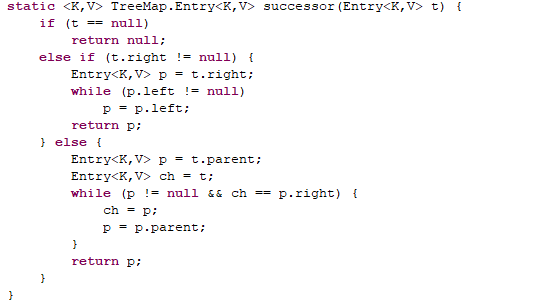 static <K,V> TreeMap.Entry<K,V> successor(Entry<K,V> t) {
    if (t == null)
        return null;
    else if (t.right != null) {
        Entry<K,V> p = t.right;
        while (p.left != null)
            p = p.left;
        return p;
    } else {
        Entry<K,V> p = t.parent;
        Entry<K,V> ch = t;
        while (p != null && ch == p.right) {
            ch = p;
            p = p.parent;
        }
        return p;
    }
}